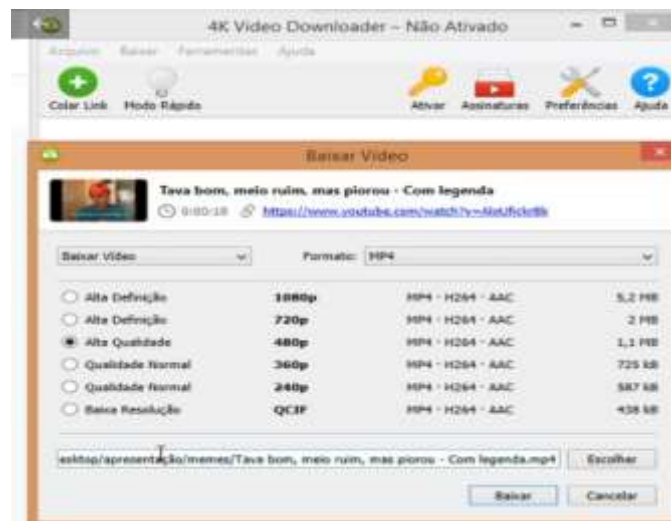 4K Video Downloader – Não Ativado
Arquivo Baixar Ferramentas Ajuda
Colar Link Modo Rápido Ativar Assinaturas Preferências Ajuda
Baixar Vídeo
Tava bom, meio ruim, mas piorou - Com legenda
0:00:18
Baixar Vídeo Formato: MP4
Alta Definição 1080p MP4 · H264 · AAC 5,2 MB
Alta Definição 720p MP4 · H264 · AAC 2 MB
Alta Qualidade 480p MP4 · H264 · AAC 1,1 MB
Qualidade Normal 360p MP4 · H264 · AAC 725 kB
Qualidade Normal 240p MP4 · H264 · AAC 587 kB
Baixa Resolução QCIF MP4 · H264 · AAC 438 kB
esktop/apresentação/memes/Tava bom, meio ruim, mas piorou - Com legenda.mp4 Escolher
Baixar Cancelar